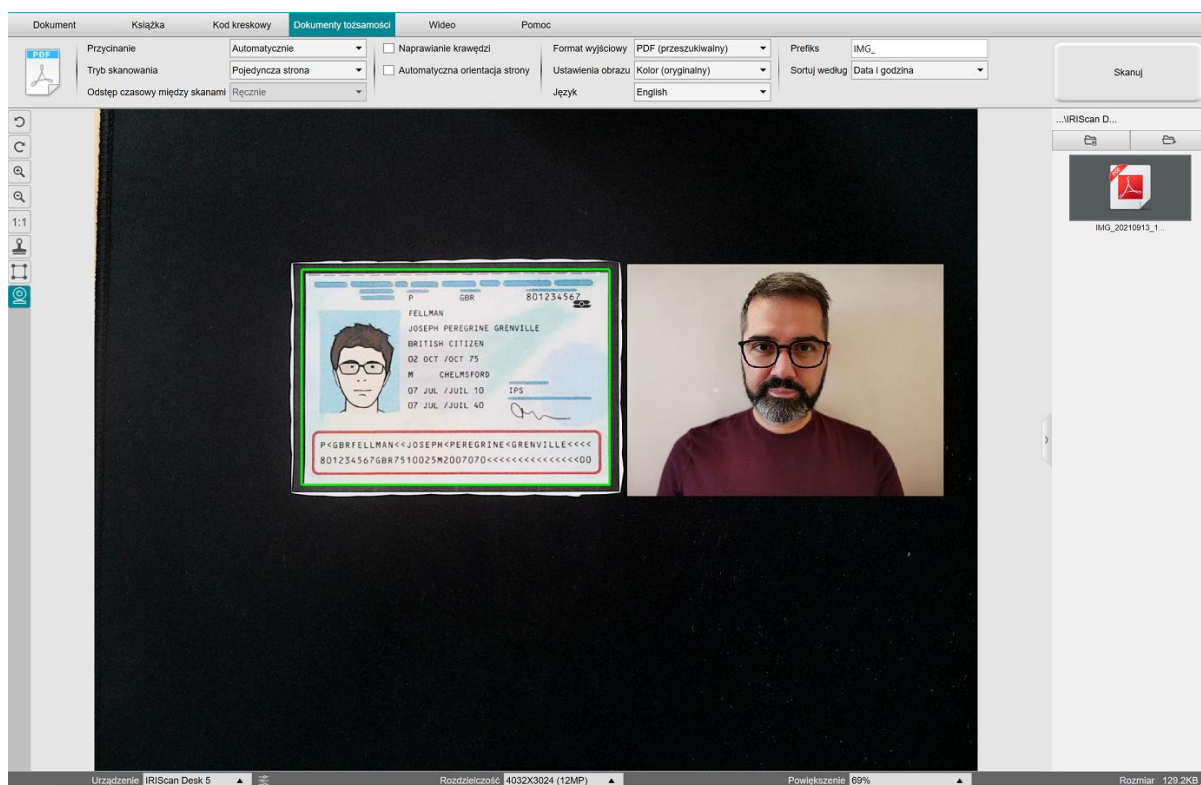 Dokument Książka Kod kreskowy Dokumenty tożsamości Wideo Pomoc
PDF
Przycinanie Automatycznie Naprawianie krawędzi Format wyjściowy PDF (przeszukiwalny) Prefiks IMG_
Tryb skanowania Pojedyncza strona Automatyczna orientacja strony Ustawienia obrazu Kolor (oryginalny) Sortuj według Data i godzina
Skanuj
Odstęp czasowy między skanami Ręcznie Język English
...\IRIScan D...
1:1
PDF
IMG_20210913_1...
P GBR 801234567
FELLMAN
JOSEPH PEREGRINE GRENVILLE
BRITISH CITIZEN
02 OCT /OCT 75
M CHELMSFORD
07 JUL /JUIL 10 IPS
07 JUL /JUIL 40
P<GBRFELLMAN<<JOSEPH<PEREGRINE<GRENVILLE<<<<
801234567GBR7510025M2007070<<<<<<<<<<<<<<<00
Urządzenie IRIScan Desk 5 Rozdzielczość 4032X3024 (12MP) Powiększenie 69% Rozmiar 129.2KB